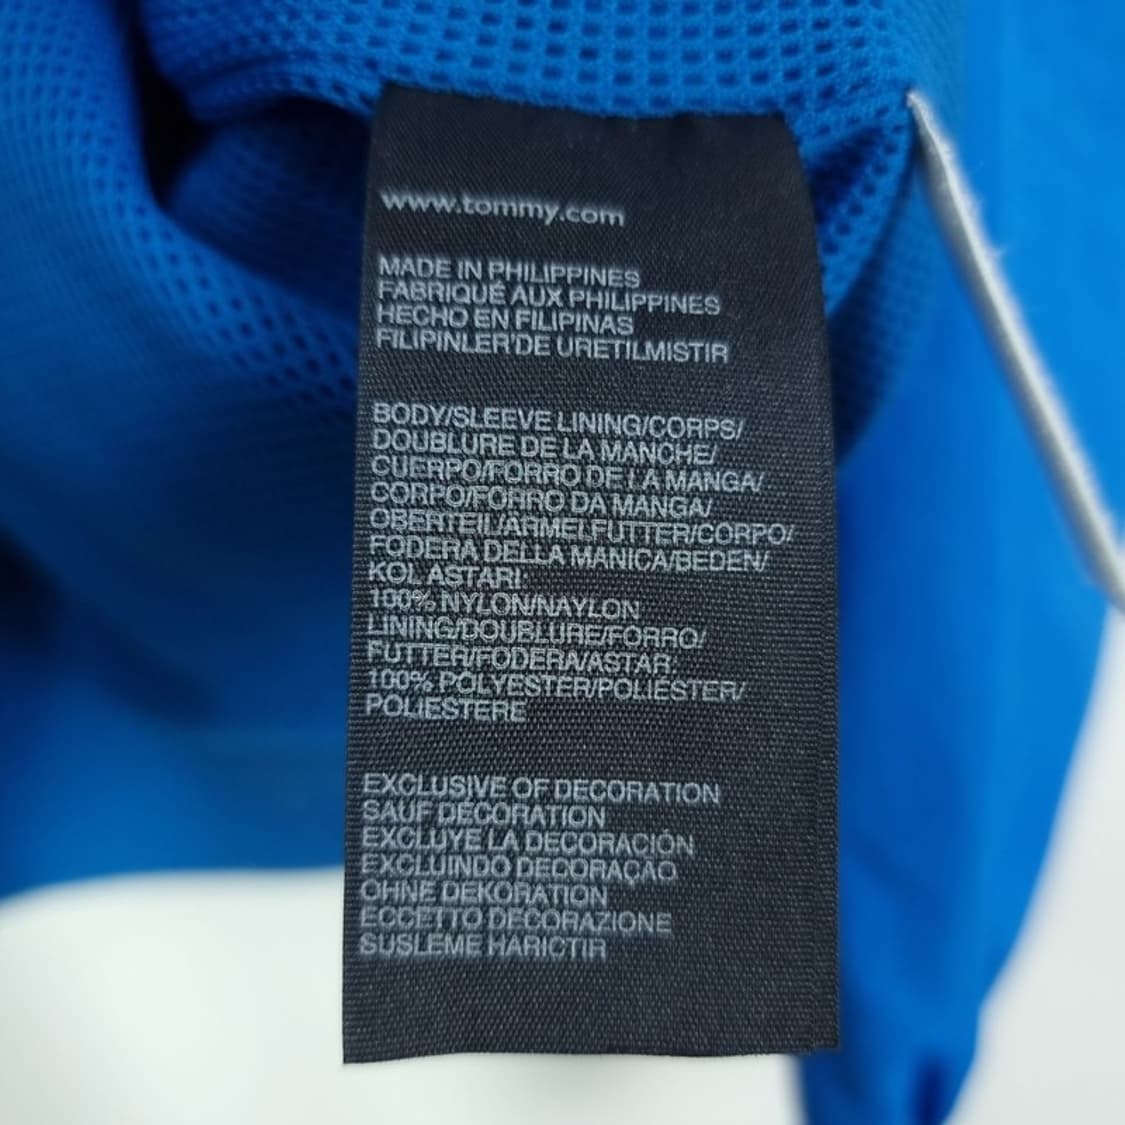 www.tommy.com
MADE IN PHILIPPINES
FABRIQUÉ AUX PHILIPPINES
HECHO EN FILIPINAS
FILIPINLER'DE URETILMISTIR
BODY/SLEEVE LINING/CORPS/
DOUBLURE DE LA MANCHE/
CUERPO/FORRO DE LA MANGA/
CORPO/FORRO DA MANGA/
OBERTEIL/ARMELFUTTER/CORPO/
FODERA DELLA MANICA/BEDEN/
KOL ASTARI:
100% NYLON/NAYLON
LINING/DOUBLURE/FORRO/
FUTTER/FODERA/ASTAR:
100% POLYESTER/POLIESTER/
POLIESTERE
EXCLUSIVE OF DECORATION
SAUF DÉCORATION
EXCLUYE LA DECORACIÓN
EXCLUINDO DECORAÇAO
OHNE DEKORATION
ECCETTO DECORAZIONE
SUSLEME HARICTIR